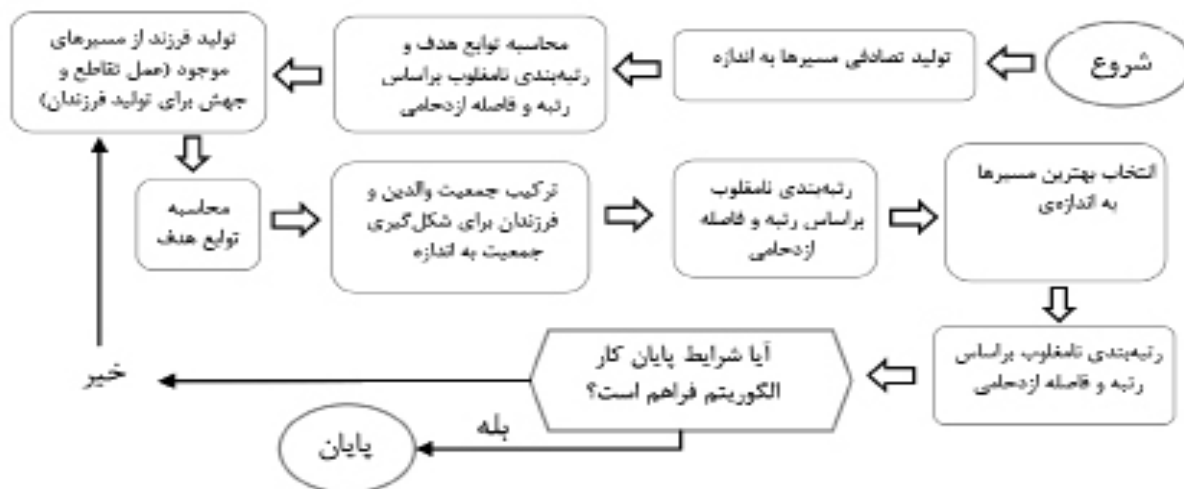 شروع
تولید تصادفی مسیرها به اندازه
محاسبه توابع هدف و
رتبه‌بندی نامغلوب براساس
رتبه و فاصله ازدحامی
تولید فرزند از مسیرهای
موجود (عمل تقاطع و
جهش برای تولید فرزندان)
محاسبه
توابع هدف
ترکیب جمعیت والدین و
فرزندان برای شکل‌گیری
جمعیت به اندازه
رتبه‌بندی نامغلوب
براساس رتبه و فاصله
ازدحامی
انتخاب بهترین مسیرها
به اندازه‌ی
رتبه‌بندی نامغلوب براساس
رتبه و فاصله ازدحامی
آیا شرایط پایان کار
الگوریتم فراهم است؟
خیر
بله
پایان